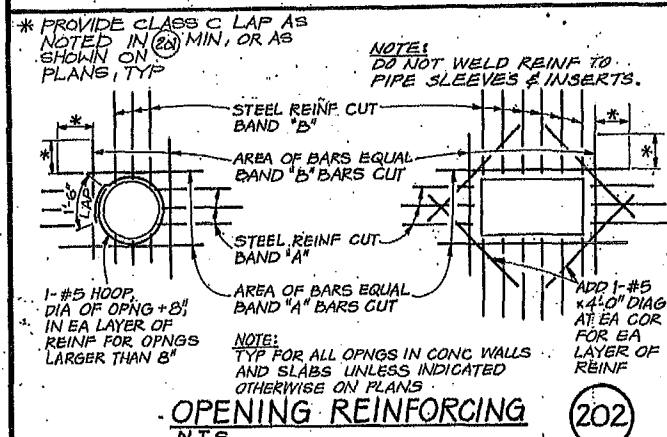 * PROVIDE CLASS C LAP AS
NOTED IN 201 MIN, OR AS
SHOWN ON
PLANS, TYP
NOTE:
DO NOT WELD REINF TO
PIPE SLEEVES & INSERTS.
STEEL REINF CUT
BAND "B"
AREA OF BARS EQUAL
BAND "B" BARS CUT
STEEL REINF CUT
BAND "A"
AREA OF BARS EQUAL
BAND "A" BARS CUT
*
*
1'-6"
LAP
*
*
1-#5 HOOP,
DIA OF OPNG + 8",
IN EA LAYER OF
REINF FOR OPNGS
LARGER THAN 8"
ADD 1-#5
x 4'-0" DIAG
AT EA COR
FOR EA
LAYER OF
REINF
NOTE:
TYP FOR ALL OPNGS IN CONC WALLS
AND SLABS UNLESS INDICATED
OTHERWISE ON PLANS
OPENING REINFORCING
202
N.T.S.